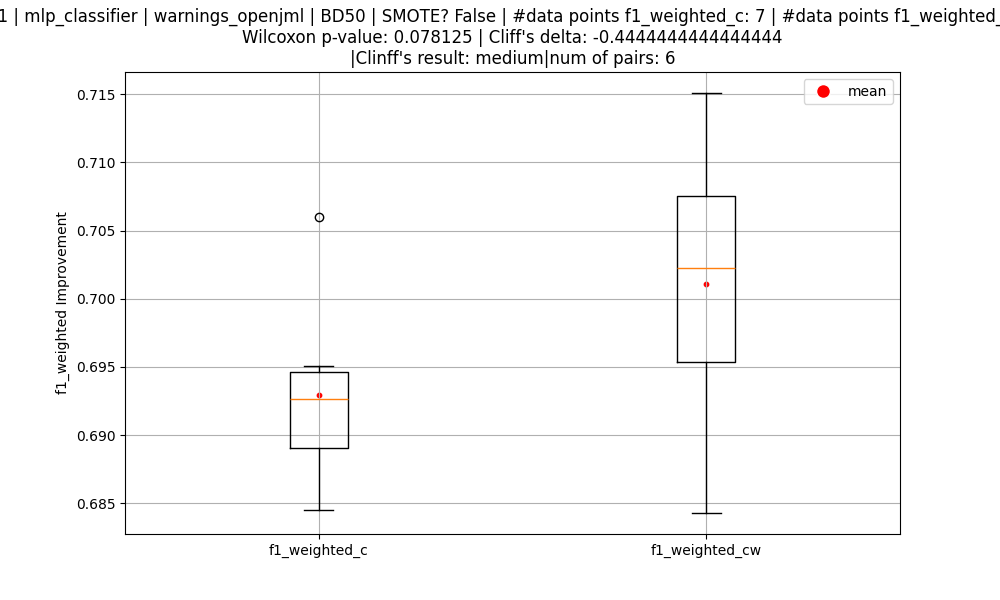 1 | mlp_classifier | warnings_openjml | BD50 | SMOTE? False | #data points f1_weighted_c: 7 | #data points f1_weighted_
Wilcoxon p-value: 0.078125 | Cliff's delta: -0.4444444444444444
|Clinff's result: medium|num of pairs: 6
mean
0.715
0.710
0.705
0.700
0.695
0.690
0.685
f1_weighted Improvement
f1_weighted_c
f1_weighted_cw